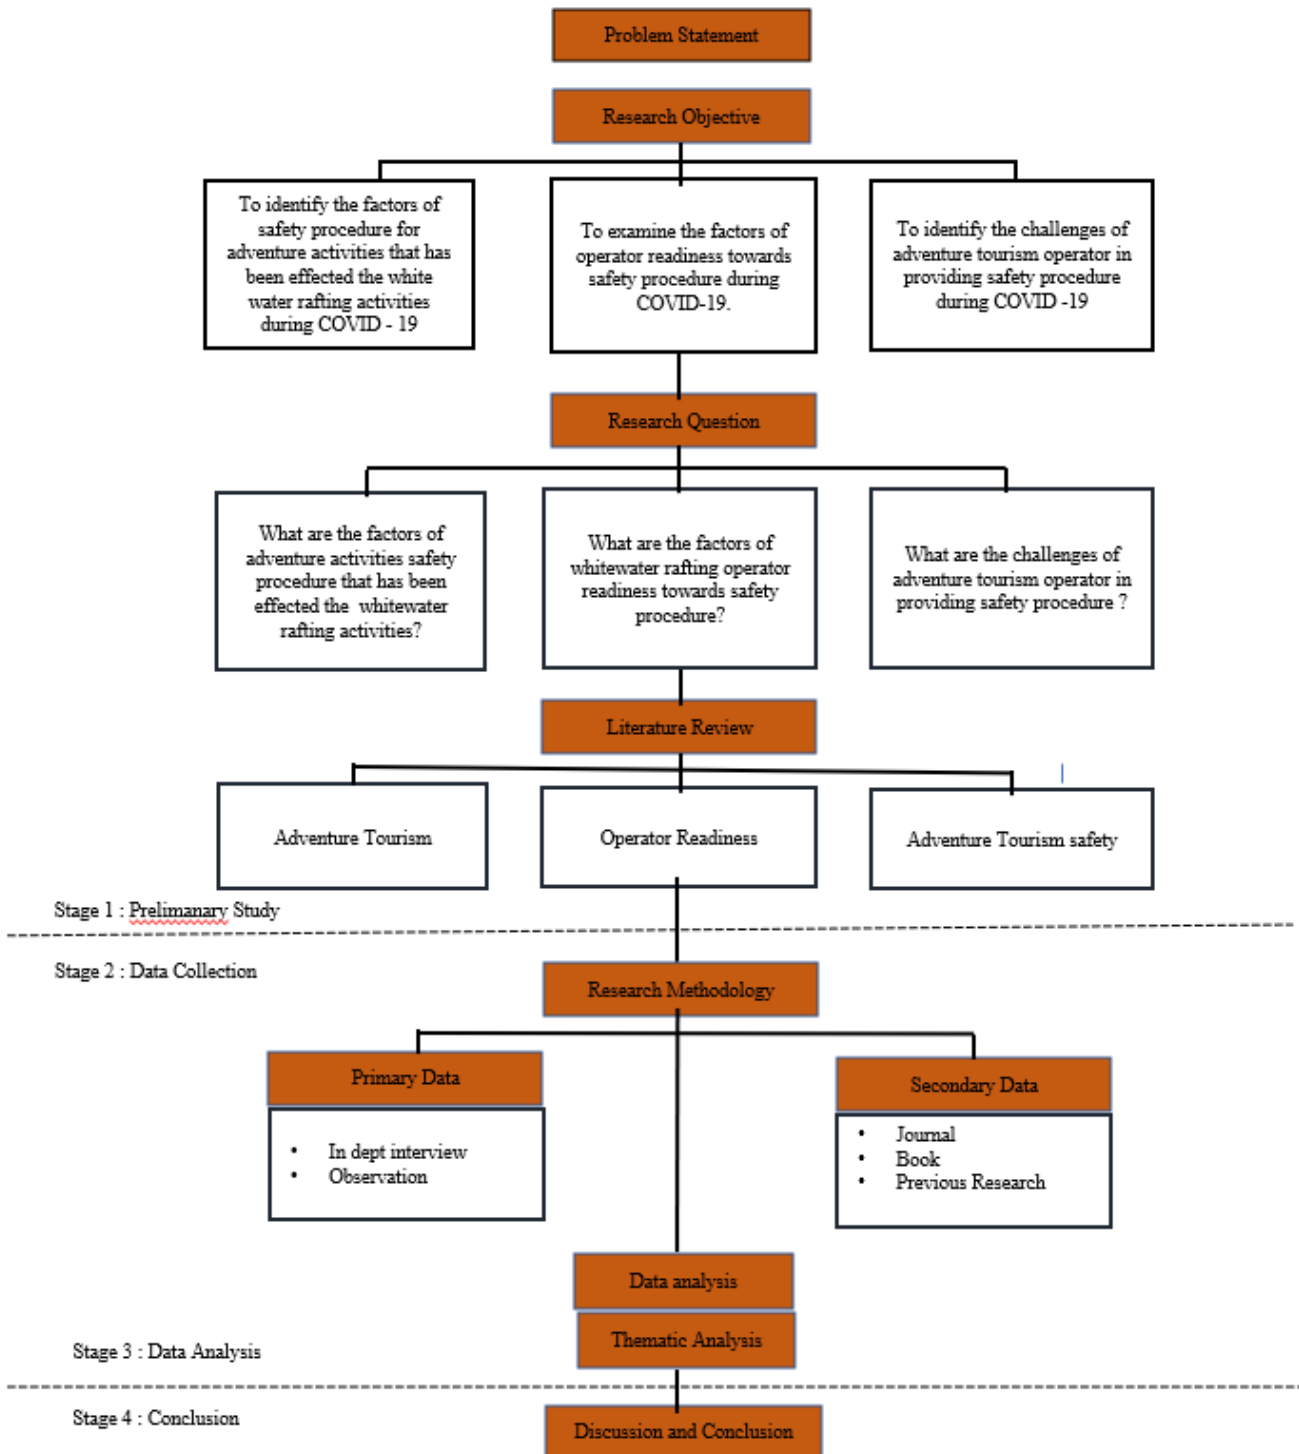 Problem Statement
Research Objective
To identify the factors of
safety procedure for
adventure activities that has
been effected the white
water rafting activities
during COVID - 19
To examine the factors of
operator readiness towards
safety procedure during
COVID-19.
To identify the challenges of
adventure tourism operator in
providing safety procedure
during COVID -19
Research Question
What are the factors of
adventure activities safety
procedure that has been
effected the whitewater
rafting activities?
What are the factors of
whitewater rafting operator
readiness towards safety
procedure?
What are the challenges of
adventure tourism operator in
providing safety procedure ?
Literature Review
Adventure Tourism
Operator Readiness
Adventure Tourism safety
Stage 1 : Prelimanary Study
Stage 2 : Data Collection
Research Methodology
Primary Data
• In dept interview
• Observation
Secondary Data
• Journal
• Book
• Previous Research
Data analysis
Thematic Analysis
Stage 3 : Data Analysis
Stage 4 : Conclusion
Discussion and Conclusion